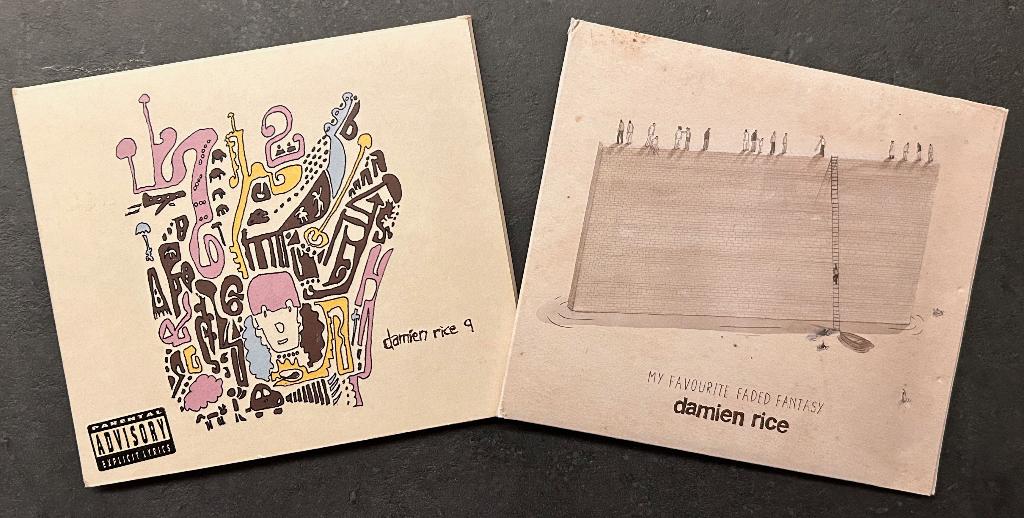 damien rice 9
PARENTAL
ADVISORY
EXPLICIT LYRICS
MY FAVOURITE FADED FANTASY
damien rice